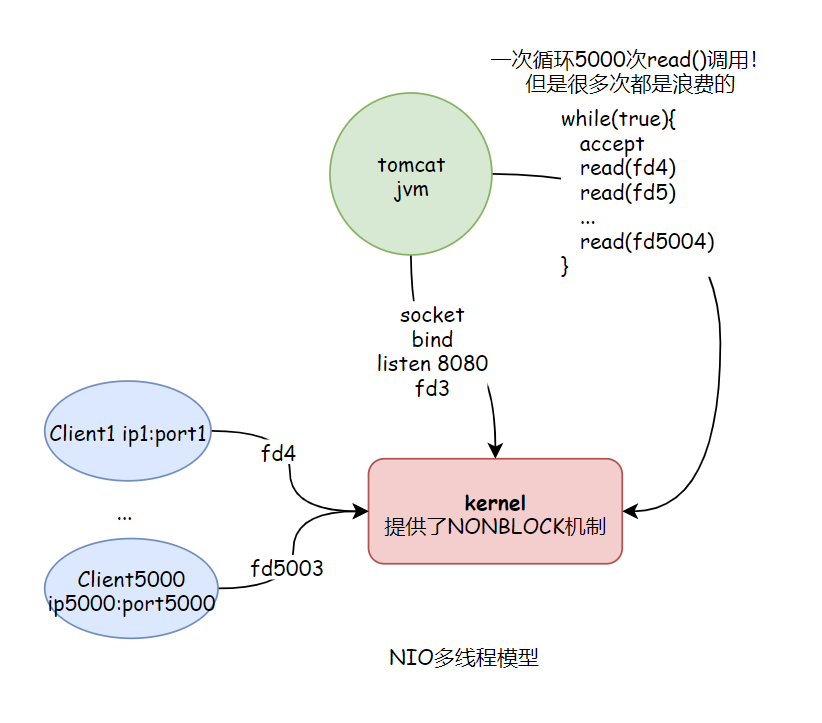 一次循环5000次read()调用！
但是很多次都是浪费的
while(true){
accept
read(fd4)
read(fd5)
...
read(fd5004)
}
tomcat
jvm
socket
bind
listen 8080
fd3
Client1 ip1:port1
fd4
...
Client5000
ip5000:port5000
fd5003
kernel
提供了NONBLOCK机制
NIO多线程模型